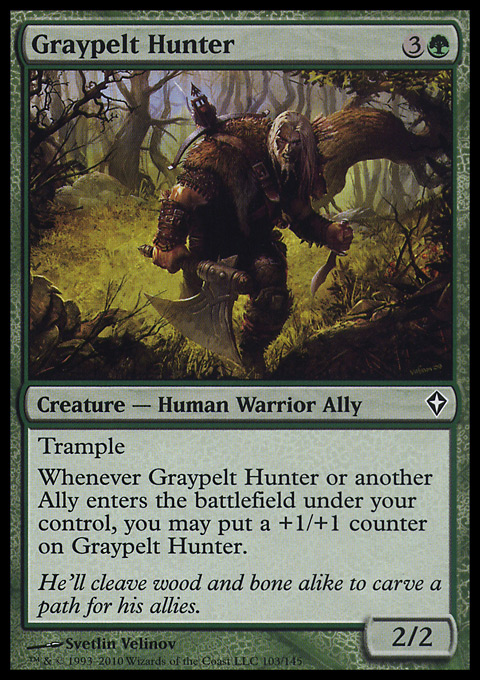 Graypelt Hunter 3
Creature — Human Warrior Ally
Trample
Whenever Graypelt Hunter or another
Ally enters the battlefield under your
control, you may put a +1/+1 counter
on Graypelt Hunter.
He'll cleave wood and bone alike to carve a
path for his allies.
Svetlin Velinov
2/2
™ & © 1993–2010 Wizards of the Coast LLC 103/145